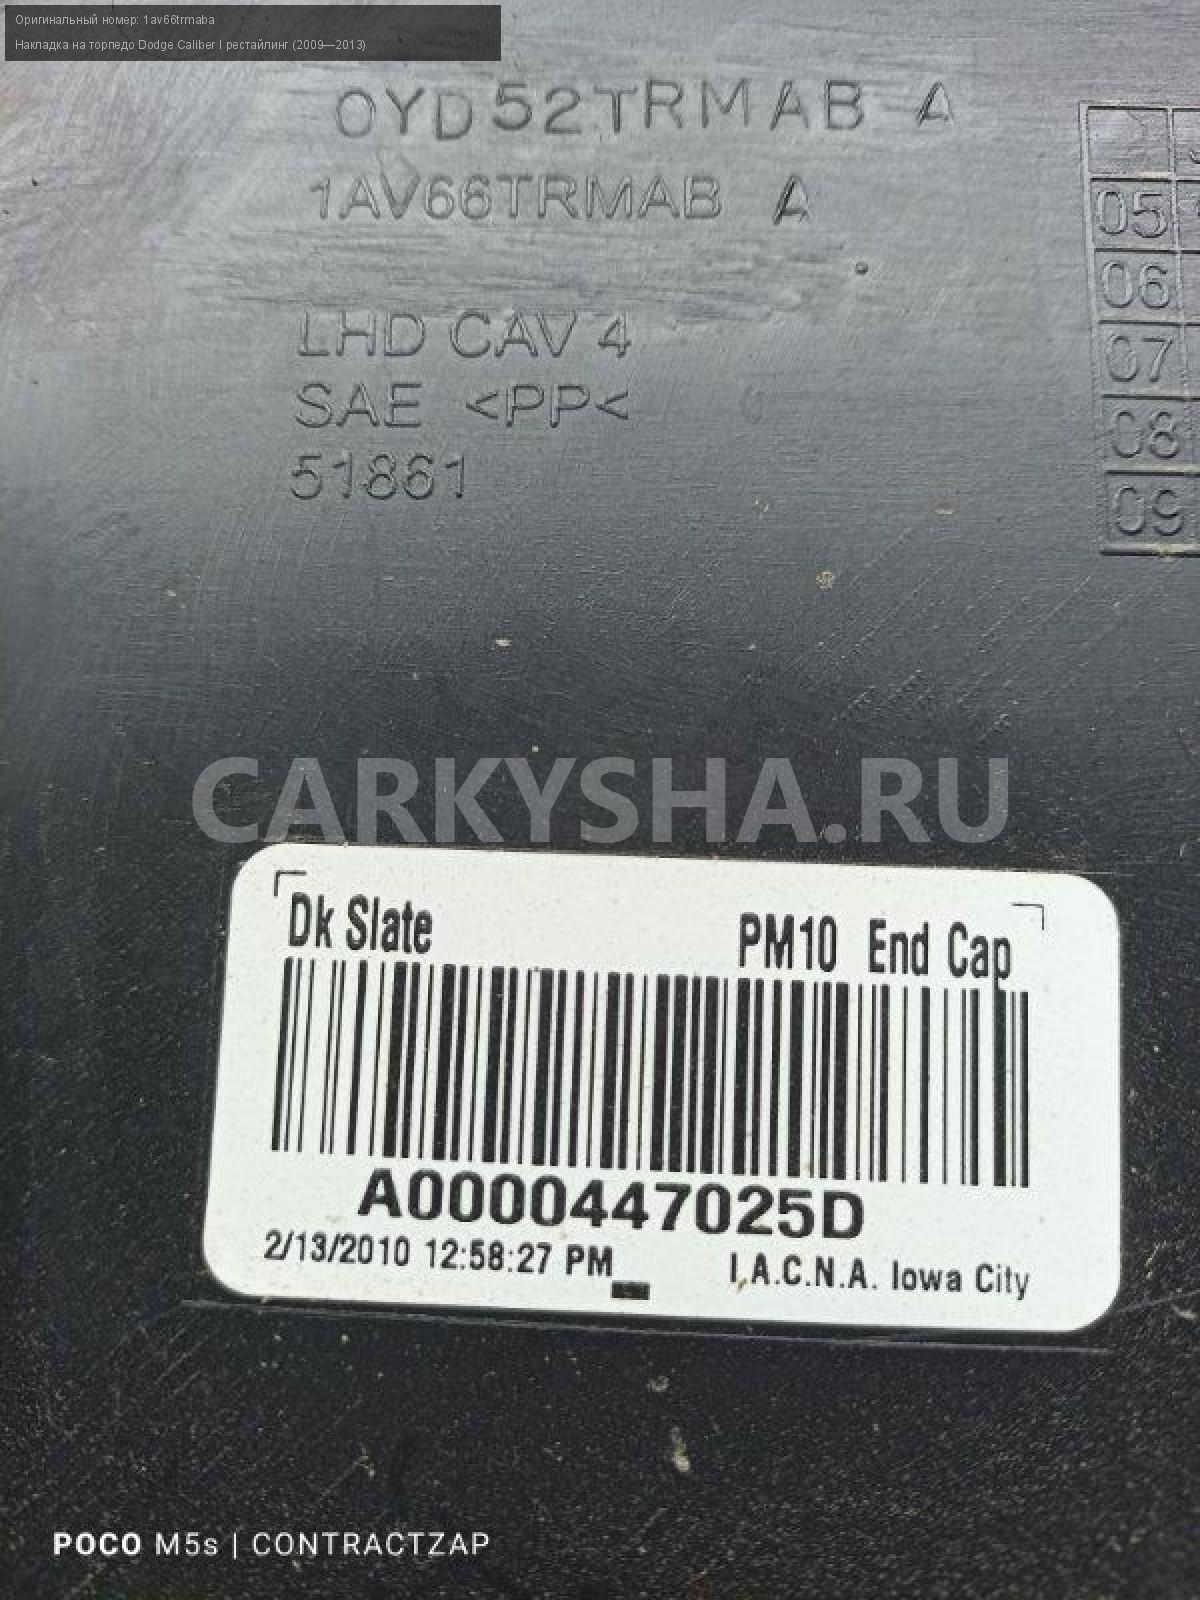 Оригинальный номер: 1av66trmaba
Накладка на торпедо Dodge Caliber I рестайлинг (2009—2013)
0YD52TRMAB A
1AV66TRMAB A
LHD CAV 4
SAE <PP<
51861
05
06
07
08
09
CARKYSHA.RU
Dk Slate PM10 End Cap
A0000447025D
2/13/2010 12:58:27 PM I.A.C.N.A. Iowa City
POCO M5s | CONTRACTZAP